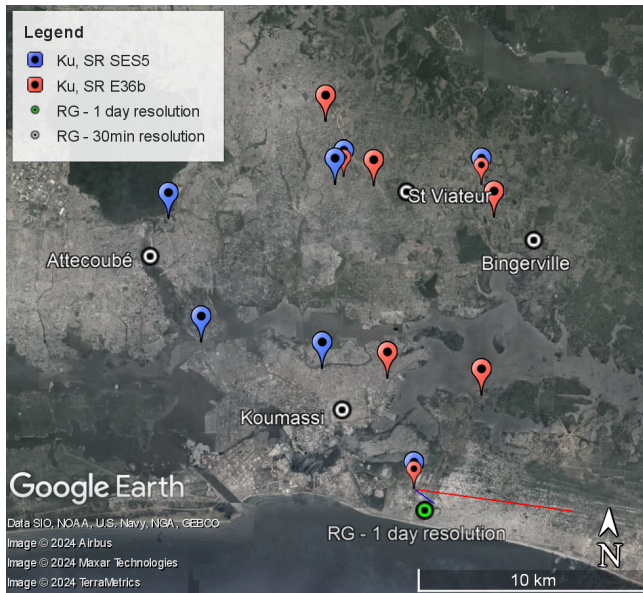 Legend
Ku, SR SES5
Ku, SR E36b
RG - 1 day resolution
RG - 30min resolution
St Viateur
Attecoubé
Bingerville
Koumassi
Google Earth
Data SIO, NOAA, U.S. Navy, NGA, GEBCO
RG - 1 day resolution
Image © 2024 Airbus
Image © 2024 Maxar Technologies
N
Image © 2024 TerraMetrics
10 km